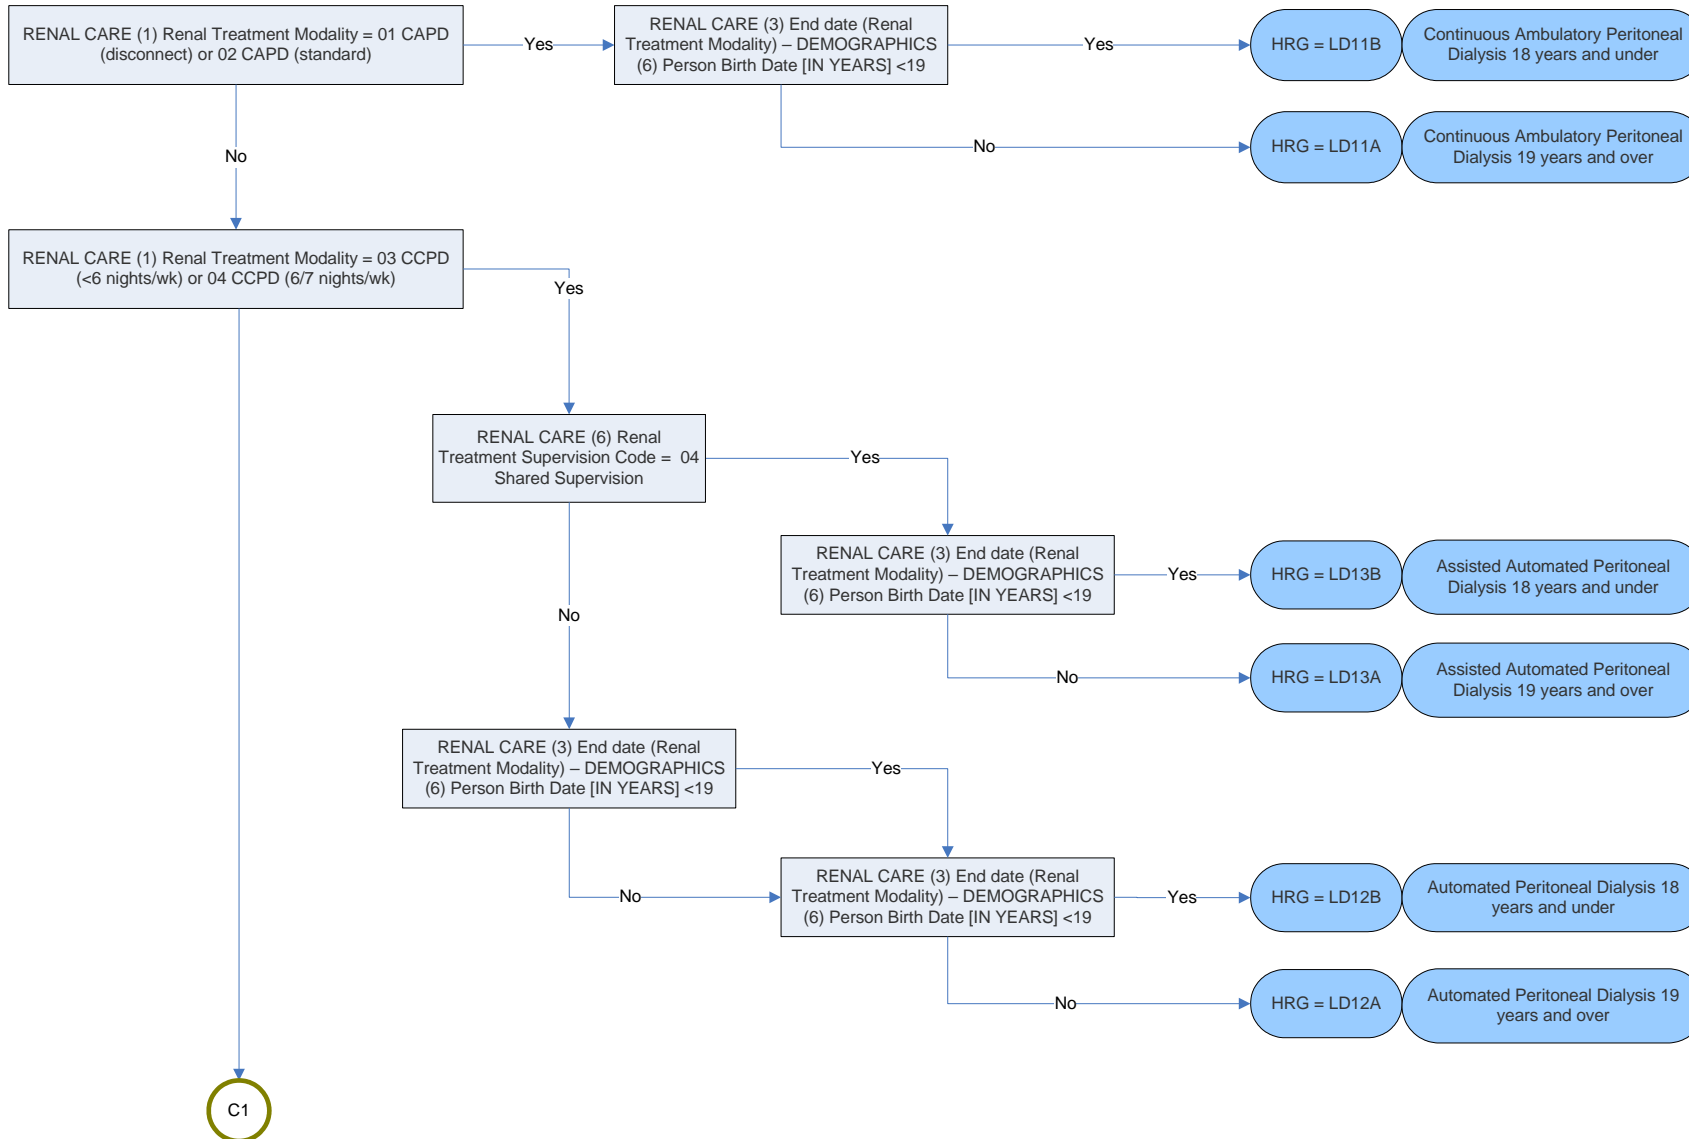 RENAL CARE (1) Renal Treatment Modality = 01 CAPD
(disconnect) or 02 CAPD (standard)
Yes
RENAL CARE (3) End date (Renal
Treatment Modality) – DEMOGRAPHICS
(6) Person Birth Date [IN YEARS] <19
Yes
HRG = LD11B
Continuous Ambulatory Peritoneal
Dialysis 18 years and under
No
HRG = LD11A
Continuous Ambulatory Peritoneal
Dialysis 19 years and over
No
RENAL CARE (1) Renal Treatment Modality = 03 CCPD
(<6 nights/wk) or 04 CCPD (6/7 nights/wk)
Yes
RENAL CARE (6) Renal
Treatment Supervision Code =  04
Shared Supervision
Yes
RENAL CARE (3) End date (Renal
Treatment Modality) – DEMOGRAPHICS
(6) Person Birth Date [IN YEARS] <19
Yes
HRG = LD13B
Assisted Automated Peritoneal
Dialysis 18 years and under
No
HRG = LD13A
Assisted Automated Peritoneal
Dialysis 19 years and over
No
RENAL CARE (3) End date (Renal
Treatment Modality) – DEMOGRAPHICS
(6) Person Birth Date [IN YEARS] <19
Yes
No
RENAL CARE (3) End date (Renal
Treatment Modality) – DEMOGRAPHICS
(6) Person Birth Date [IN YEARS] <19
Yes
HRG = LD12B
Automated Peritoneal Dialysis 18
years and under
No
HRG = LD12A
Automated Peritoneal Dialysis 19
years and over
C1